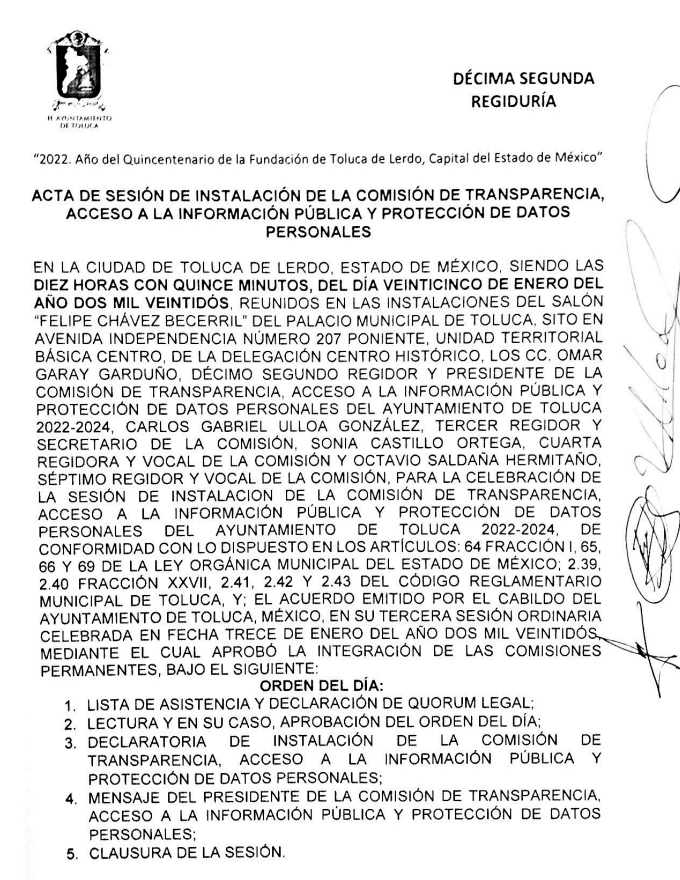 H. AYUNTAMIENTO
DE TOLUCA
DÉCIMA SEGUNDA
REGIDURÍA
"2022. Año del Quincentenario de la Fundación de Toluca de Lerdo, Capital del Estado de México"
ACTA DE SESIÓN DE INSTALACIÓN DE LA COMISIÓN DE TRANSPARENCIA,
ACCESO A LA INFORMACIÓN PÚBLICA Y PROTECCIÓN DE DATOS
PERSONALES
EN LA CIUDAD DE TOLUCA DE LERDO, ESTADO DE MÉXICO, SIENDO LAS
DIEZ HORAS CON QUINCE MINUTOS, DEL DÍA VEINTICINCO DE ENERO DEL
AÑO DOS MIL VEINTIDÓS, REUNIDOS EN LAS INSTALACIONES DEL SALÓN
"FELIPE CHÁVEZ BECERRIL" DEL PALACIO MUNICIPAL DE TOLUCA, SITO EN
AVENIDA INDEPENDENCIA NÚMERO 207 PONIENTE, UNIDAD TERRITORIAL
BÁSICA CENTRO, DE LA DELEGACIÓN CENTRO HISTÓRICO, LOS CC. OMAR
GARAY GARDUÑO, DÉCIMO SEGUNDO REGIDOR Y PRESIDENTE DE LA
COMISIÓN DE TRANSPARENCIA, ACCESO A LA INFORMACIÓN PÚBLICA Y
PROTECCIÓN DE DATOS PERSONALES DEL AYUNTAMIENTO DE TOLUCA
2022-2024, CARLOS GABRIEL ULLOA GONZÁLEZ, TERCER REGIDOR Y
SECRETARIO DE LA COMISIÓN, SONIA CASTILLO ORTEGA, CUARTA
REGIDORA Y VOCAL DE LA COMISIÓN Y OCTAVIO SALDAÑA HERMITAÑO,
SÉPTIMO REGIDOR Y VOCAL DE LA COMISIÓN, PARA LA CELEBRACIÓN DE
LA SESIÓN DE INSTALACION DE LA COMISIÓN DE TRANSPARENCIA,
ACCESO A LA INFORMACIÓN PÚBLICA Y PROTECCIÓN DE DATOS
PERSONALES DEL AYUNTAMIENTO DE TOLUCA 2022-2024, DE
CONFORMIDAD CON LO DISPUESTO EN LOS ARTÍCULOS: 64 FRACCIÓN I, 65,
66 Y 69 DE LA LEY ORGÁNICA MUNICIPAL DEL ESTADO DE MÉXICO; 2.39,
2.40 FRACCIÓN XXVII, 2.41, 2.42 Y 2.43 DEL CÓDIGO REGLAMENTARIO
MUNICIPAL DE TOLUCA, Y; EL ACUERDO EMITIDO POR EL CABILDO DEL
AYUNTAMIENTO DE TOLUCA, MÉXICO, EN SU TERCERA SESIÓN ORDINARIA
CELEBRADA EN FECHA TRECE DE ENERO DEL AÑO DOS MIL VEINTIDÓS,
MEDIANTE EL CUAL APROBÓ LA INTEGRACIÓN DE LAS COMISIONES
PERMANENTES, BAJO EL SIGUIENTE:
ORDEN DEL DÍA:
1. LISTA DE ASISTENCIA Y DECLARACIÓN DE QUORUM LEGAL;
2. LECTURA Y EN SU CASO, APROBACIÓN DEL ORDEN DEL DÍA;
3. DECLARATORIA DE INSTALACIÓN DE LA COMISIÓN DE
TRANSPARENCIA, ACCESO A LA INFORMACIÓN PÚBLICA Y
PROTECCIÓN DE DATOS PERSONALES;
4. MENSAJE DEL PRESIDENTE DE LA COMISIÓN DE TRANSPARENCIA,
ACCESO A LA INFORMACIÓN PÚBLICA Y PROTECCIÓN DE DATOS
PERSONALES;
5. CLAUSURA DE LA SESIÓN.